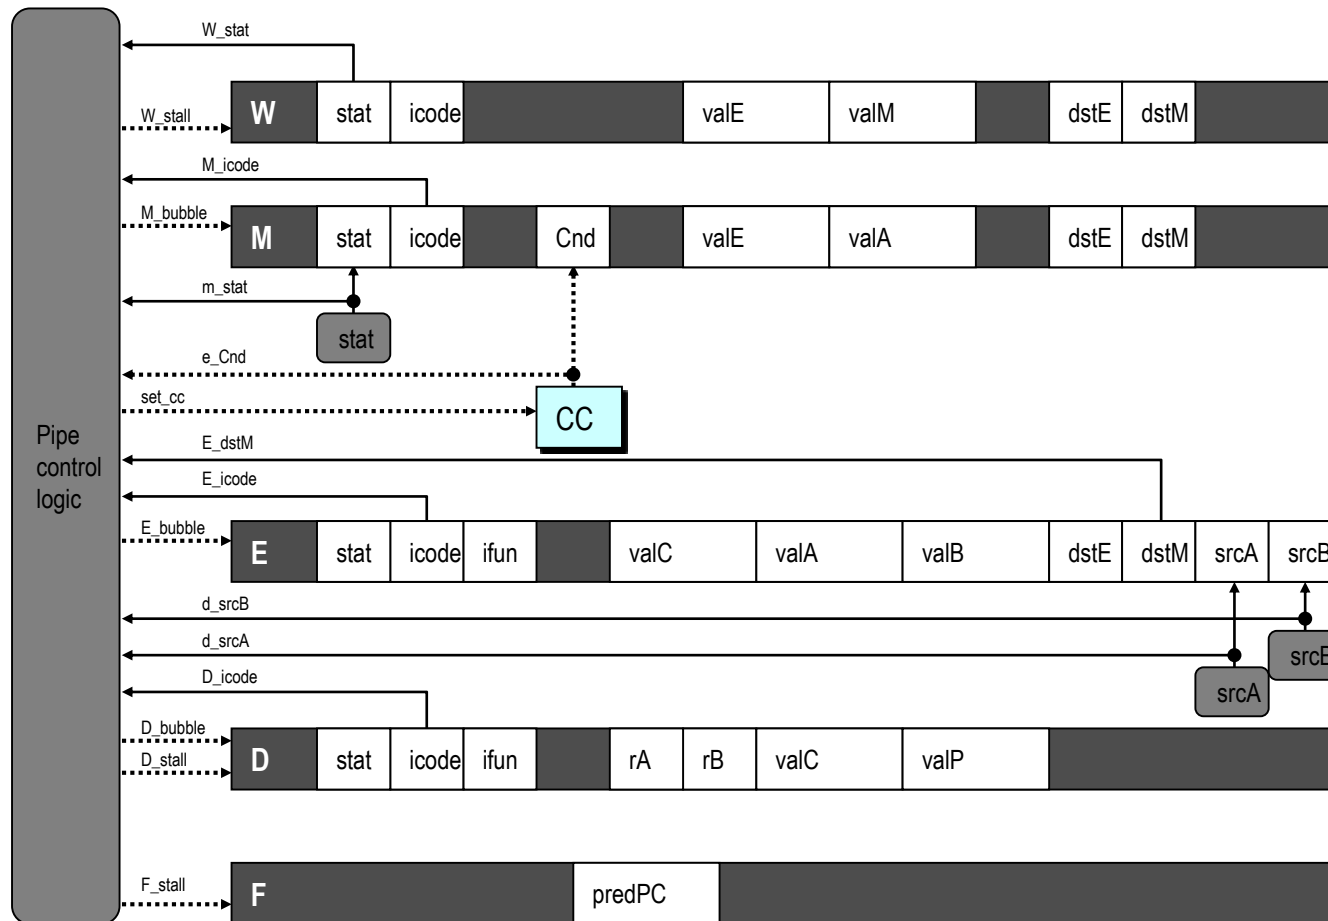 W_stat
W_stall
W stat icode valE valM dstE dstM
M_icode
M_bubble
M stat icode Cnd valE valA dstE dstM
m_stat
stat
e_Cnd
set_cc
CC
Pipe
control
logic
E_dstM
E_icode
E_bubble
E stat icode ifun valC valA valB dstE dstM srcA srcB
d_srcB
d_srcA
srcB
D_icode
srcA
D_bubble
D_stall
D stat icode ifun rA rB valC valP
F_stall
F predPC